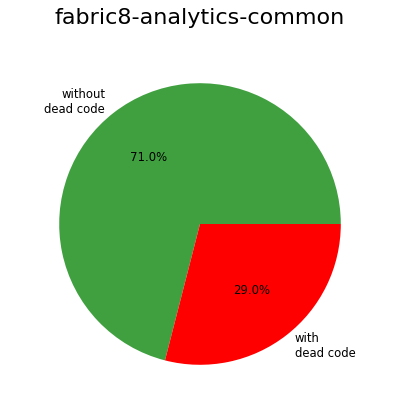 fabric8-analytics-common
without
dead code
71.0%
29.0%
with
dead code